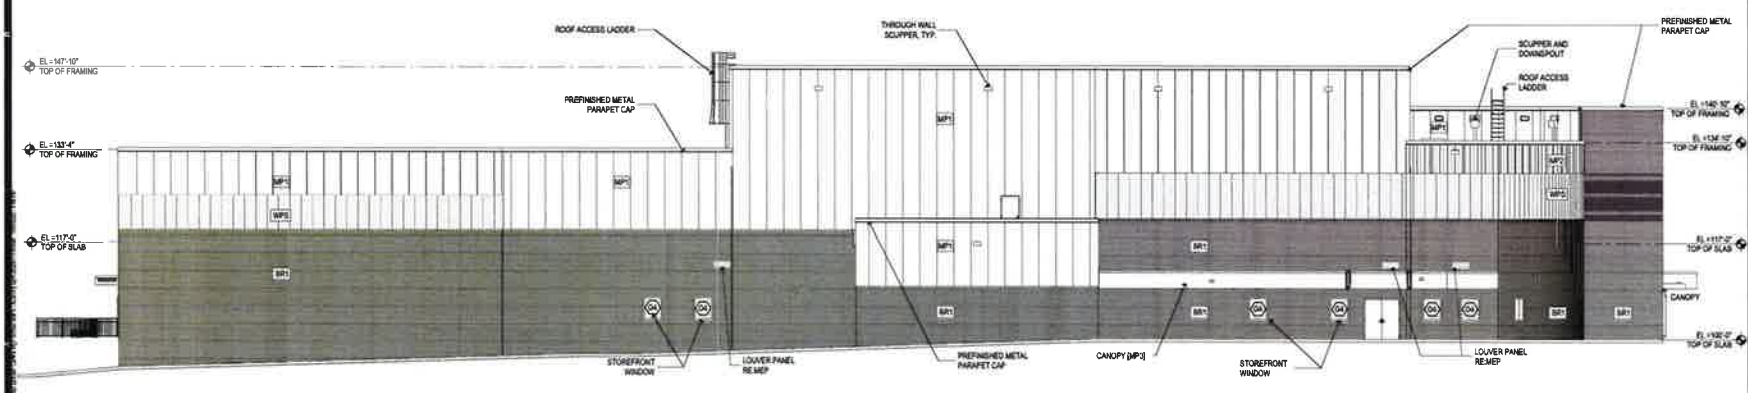 ROOF ACCESS LADDER
THROUGH WALL
SCUPPER, TYP.
PREFINISHED METAL
PARAPET CAP
SCUPPER AND
DOWNSPOUT
EL =147'-10"
TOP OF FRAMING
ROOF ACCESS
LADDER
PREFINISHED METAL
PARAPET CAP
EL =140'-10"
TOP OF FRAMING
MP1
MP1
EL =133'-4"
TOP OF FRAMING
EL =134'-10"
TOP OF FRAMING
MP2
MP1
MP1
WPS
WPS
EL =117'-0"
TOP OF SLAB
MP1
BR1
EL =117'-0"
TOP OF SLAB
BR1
CANOPY
BR1
BR1
BR1
BR1
EL =100'-0"
TOP OF SLAB
STOREFRONT
WINDOW
LOUVER PANEL
RE:MEP
PREFINISHED METAL
PARAPET CAP
CANOPY [MP3]
STOREFRONT
WINDOW
LOUVER PANEL
RE:MEP